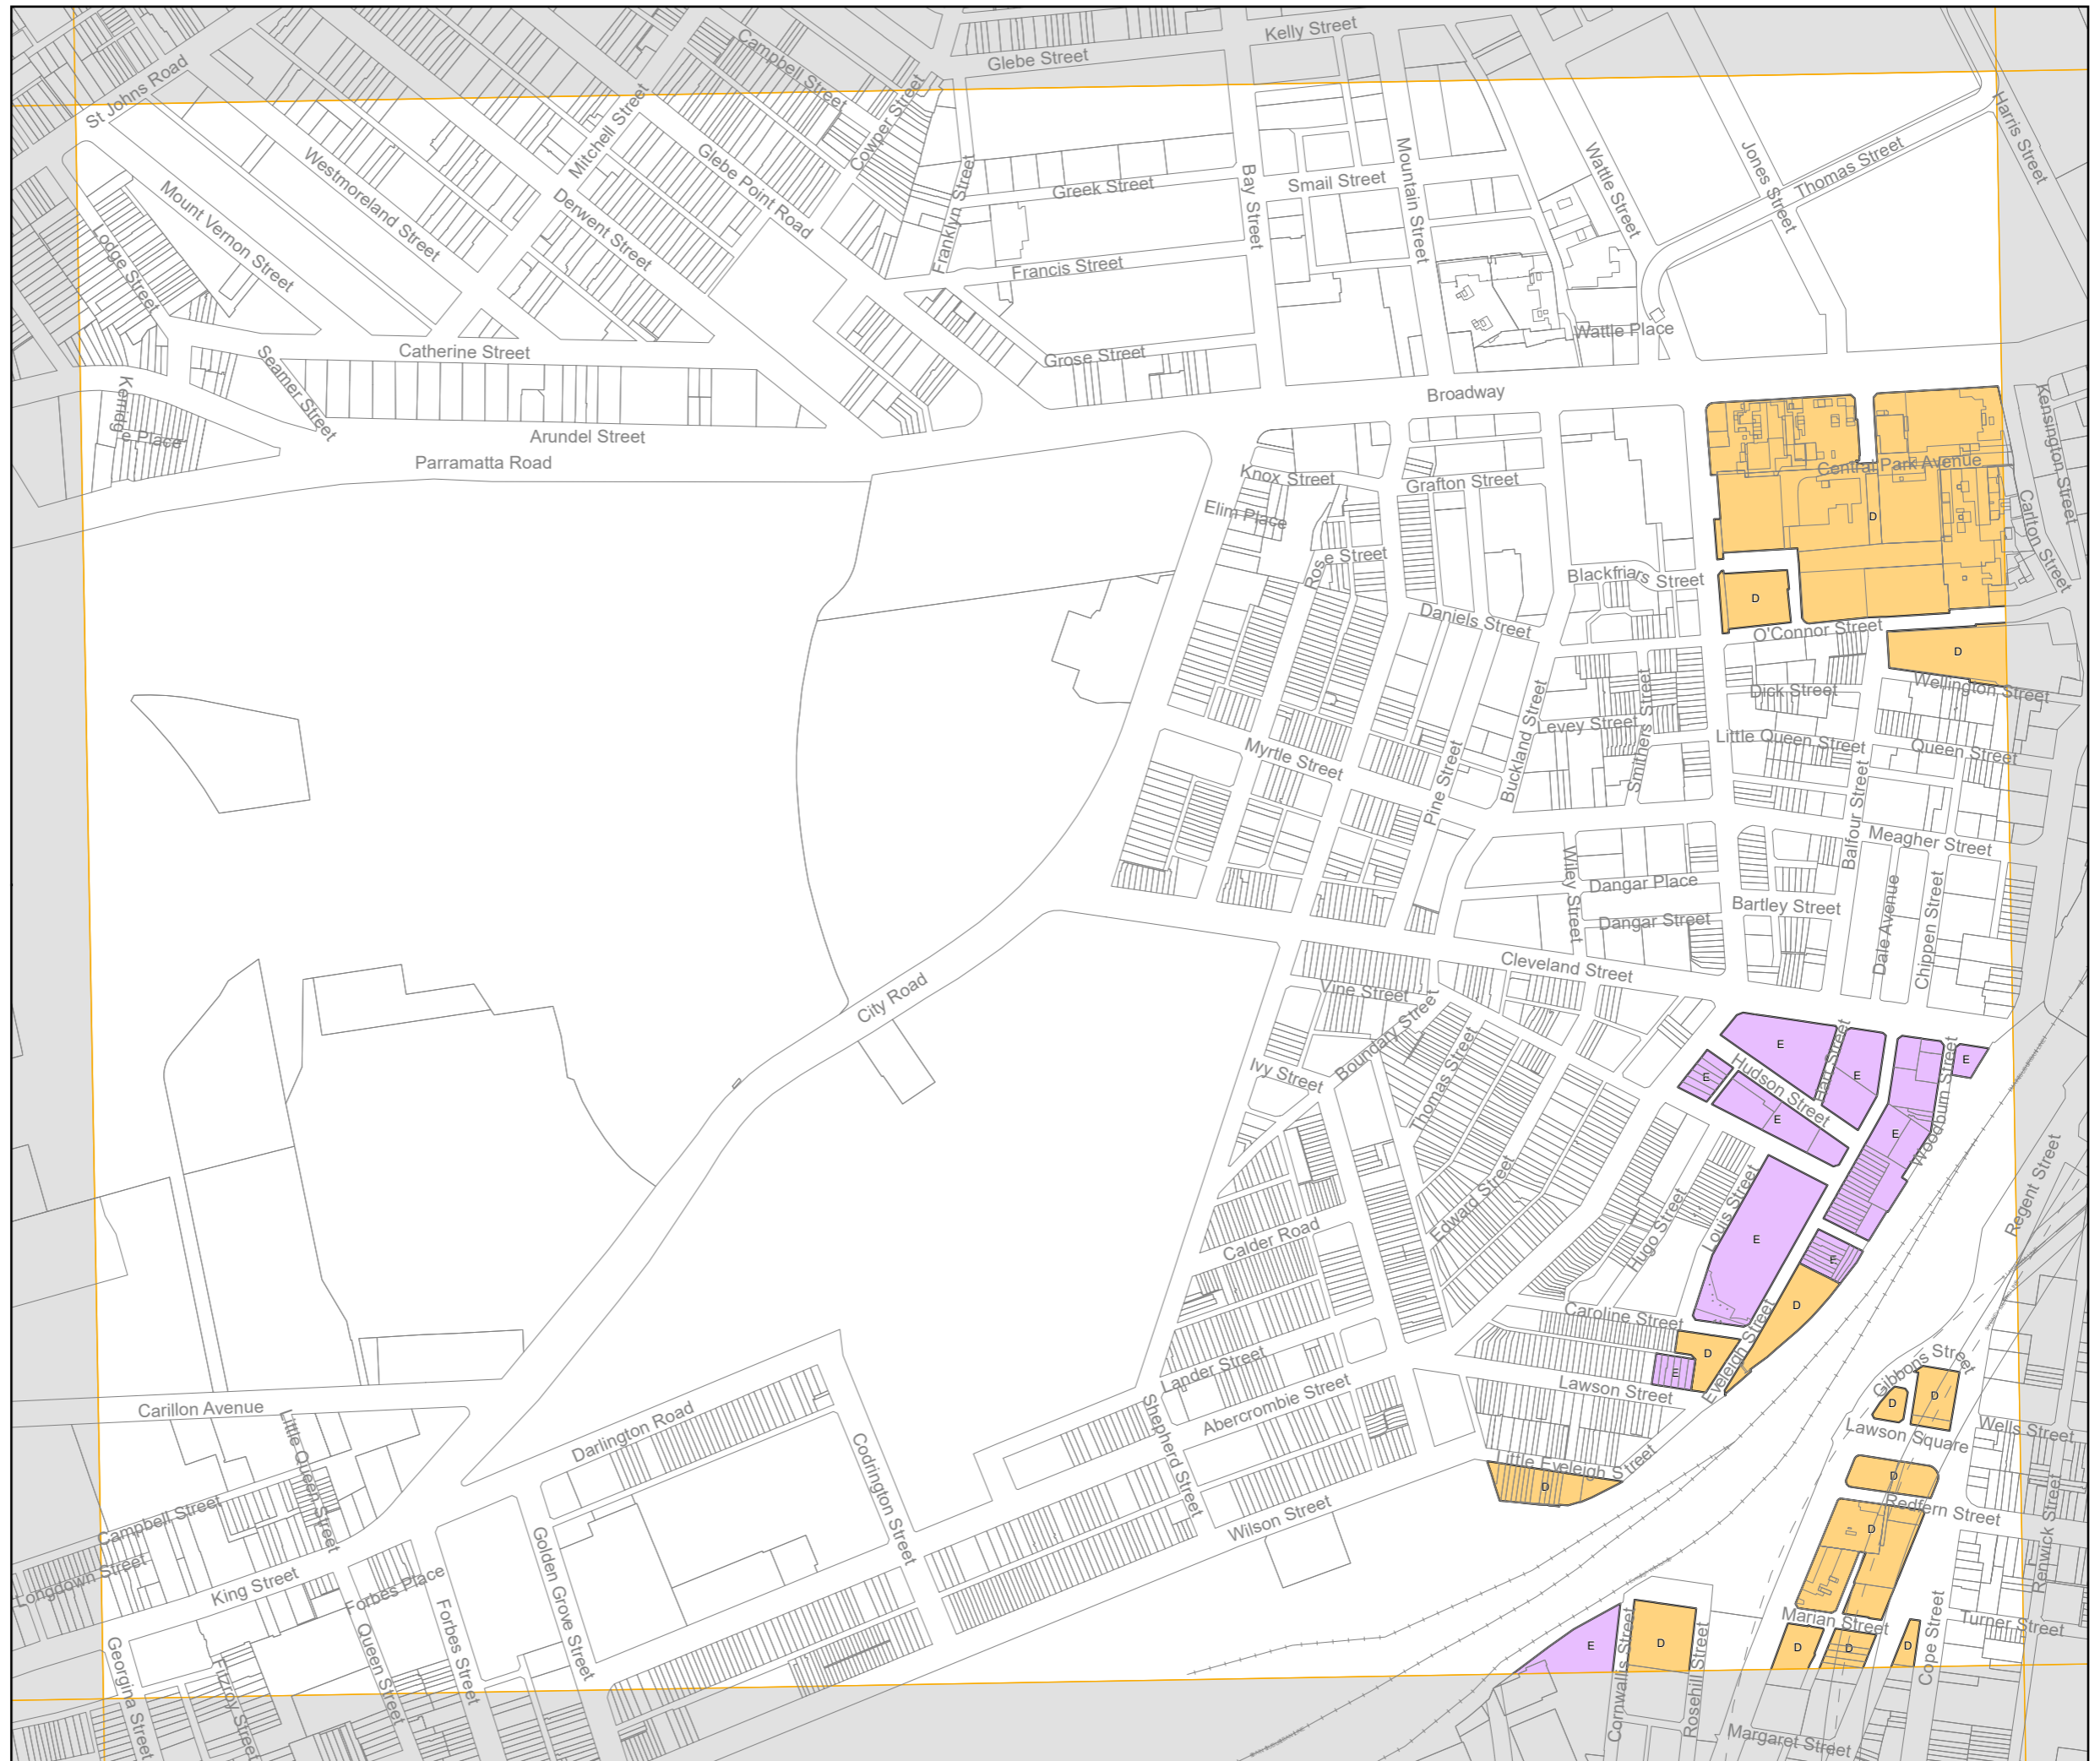 Kelly Street
Glebe Street
Campbell Street
St Johns Road
Mitchell Street
Cowper Street
Harris Street
Westmoreland Street
Glebe Point Road
Mountain Street
Wattle Street
Jones Street
Thomas Street
Mount Vernon Street
Derwent Street
Franklyn Street
Greek Street
Bay Street
Smail Street
Lodge Street
Francis Street
Wattle Place
Catherine Street
Seamer Street
Grose Street
Broadway
Kensington Street
Kerridge Place
Arundel Street
Parramatta Road
Knox Street
Grafton Street
Central Park Avenue
Elim Place
D
Carlton Street
Rose Street
Blackfriars Street
D
Daniels Street
O'Connor Street
D
Wellington Street
Dick Street
Levey Street
Smithers Street
Buckland Street
Little Queen Street
Queen Street
Myrtle Street
Pine Street
Balfour Street
Meagher Street
Wiley Street
Dangar Place
Bartley Street
Dangar Street
Dale Avenue
Chippen Street
Cleveland Street
City Road
Vine Street
Boundary Street
Thomas Street
Ivy Street
E
Hart Street
E
Woodburn Street
E
Hudson Street
E
E
E
Edward Street
Calder Road
Hugo Street
Louis Street
E
E
Regent Street
D
Caroline Street
Eveleigh Street
D
E
Lawson Street
Lander Street
Abercrombie Street
Shepherd Street
Gibbons Street
D
D
Lawson Square
Wells Street
Carillon Avenue
Little Queen Street
Darlington Road
Codrington Street
Little Eveleigh Street
D
D
Redfern Street
D
Renwick Street
Wilson Street
Campbell Street
Longdown Street
King Street
Forbes Place
Golden Grove Street
Forbes Street
Queen Street
Georgina Street
Fitzroy Street
E
Cornwallis Street
D
Rosehill Street
Marian Street
D
D
D
Cope Street
Turner Street
Margaret Street